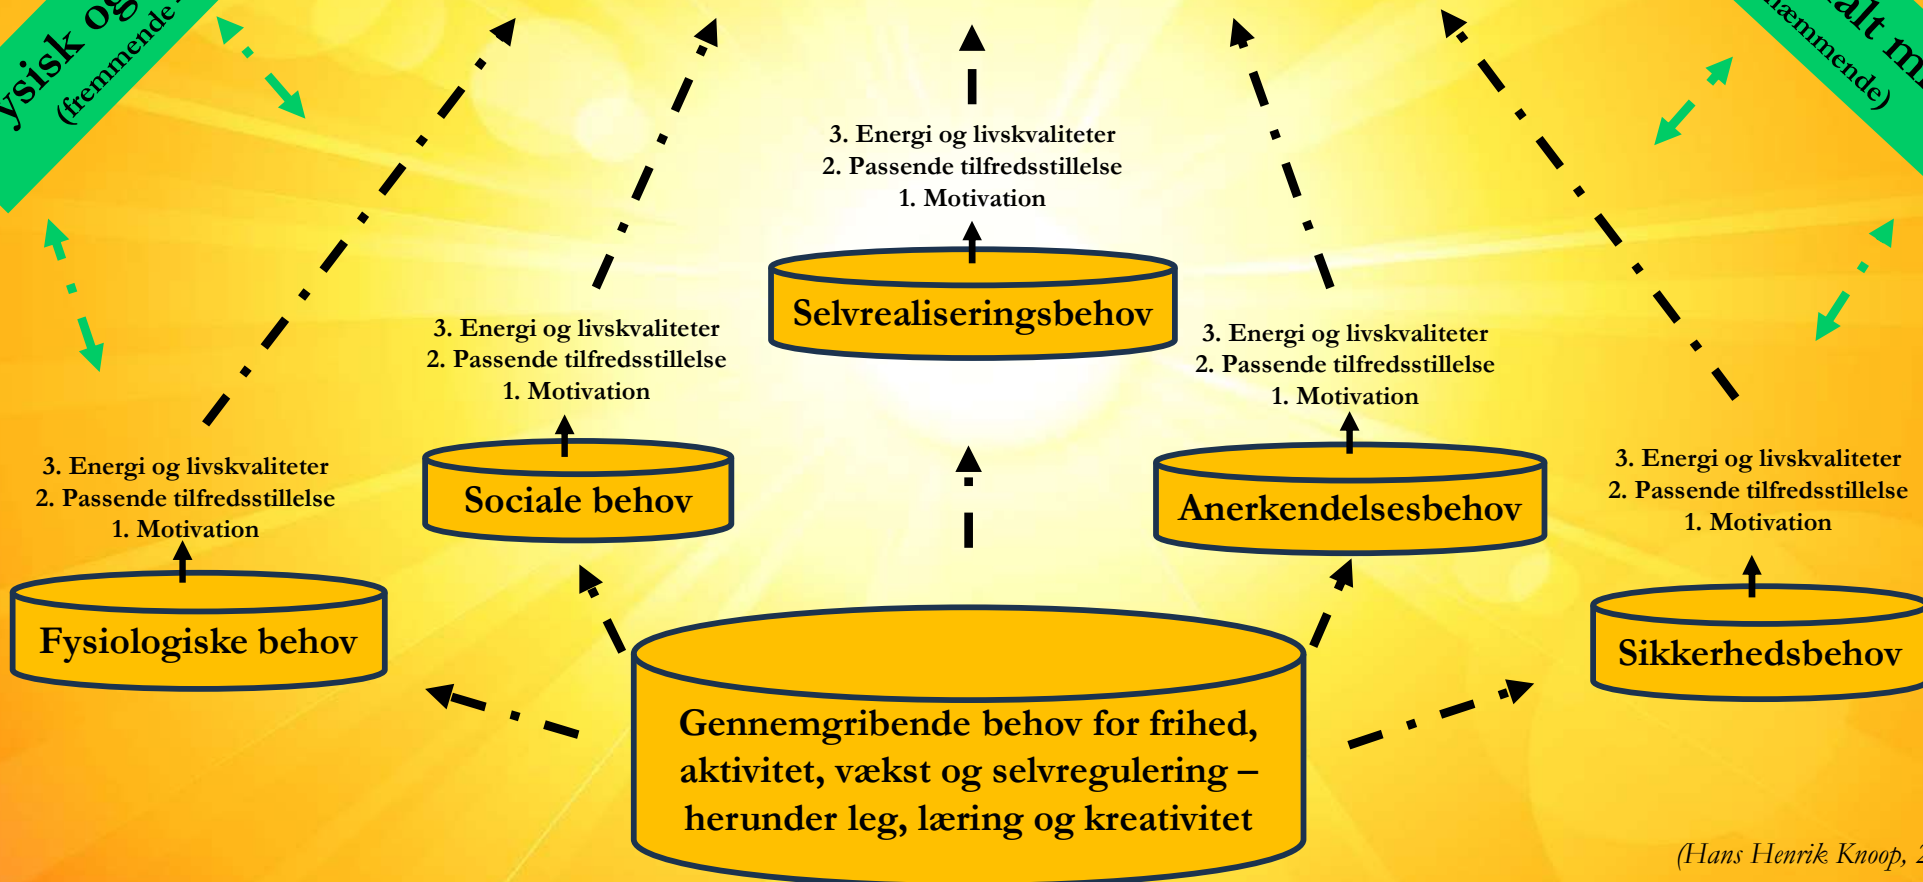 ysisk og
(fremmende
alt m
hæmmende)
3. Energi og livskvaliteter
2. Passende tilfredsstillelse
1. Motivation
Selvrealiseringsbehov
3. Energi og livskvaliteter
2. Passende tilfredsstillelse
1. Motivation
Sociale behov
3. Energi og livskvaliteter
2. Passende tilfredsstillelse
1. Motivation
Anerkendelsesbehov
3. Energi og livskvaliteter
2. Passende tilfredsstillelse
1. Motivation
Fysiologiske behov
3. Energi og livskvaliteter
2. Passende tilfredsstillelse
1. Motivation
Sikkerhedsbehov
Gennemgribende behov for frihed,
aktivitet, vækst og selvregulering –
herunder leg, læring og kreativitet
(Hans Henrik Knoop, 2